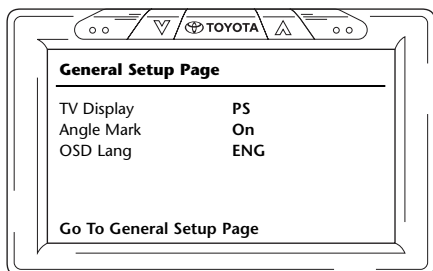 TOYOTA
General Setup Page
TV Display PS
Angle Mark On
OSD Lang ENG
Go To General Setup Page